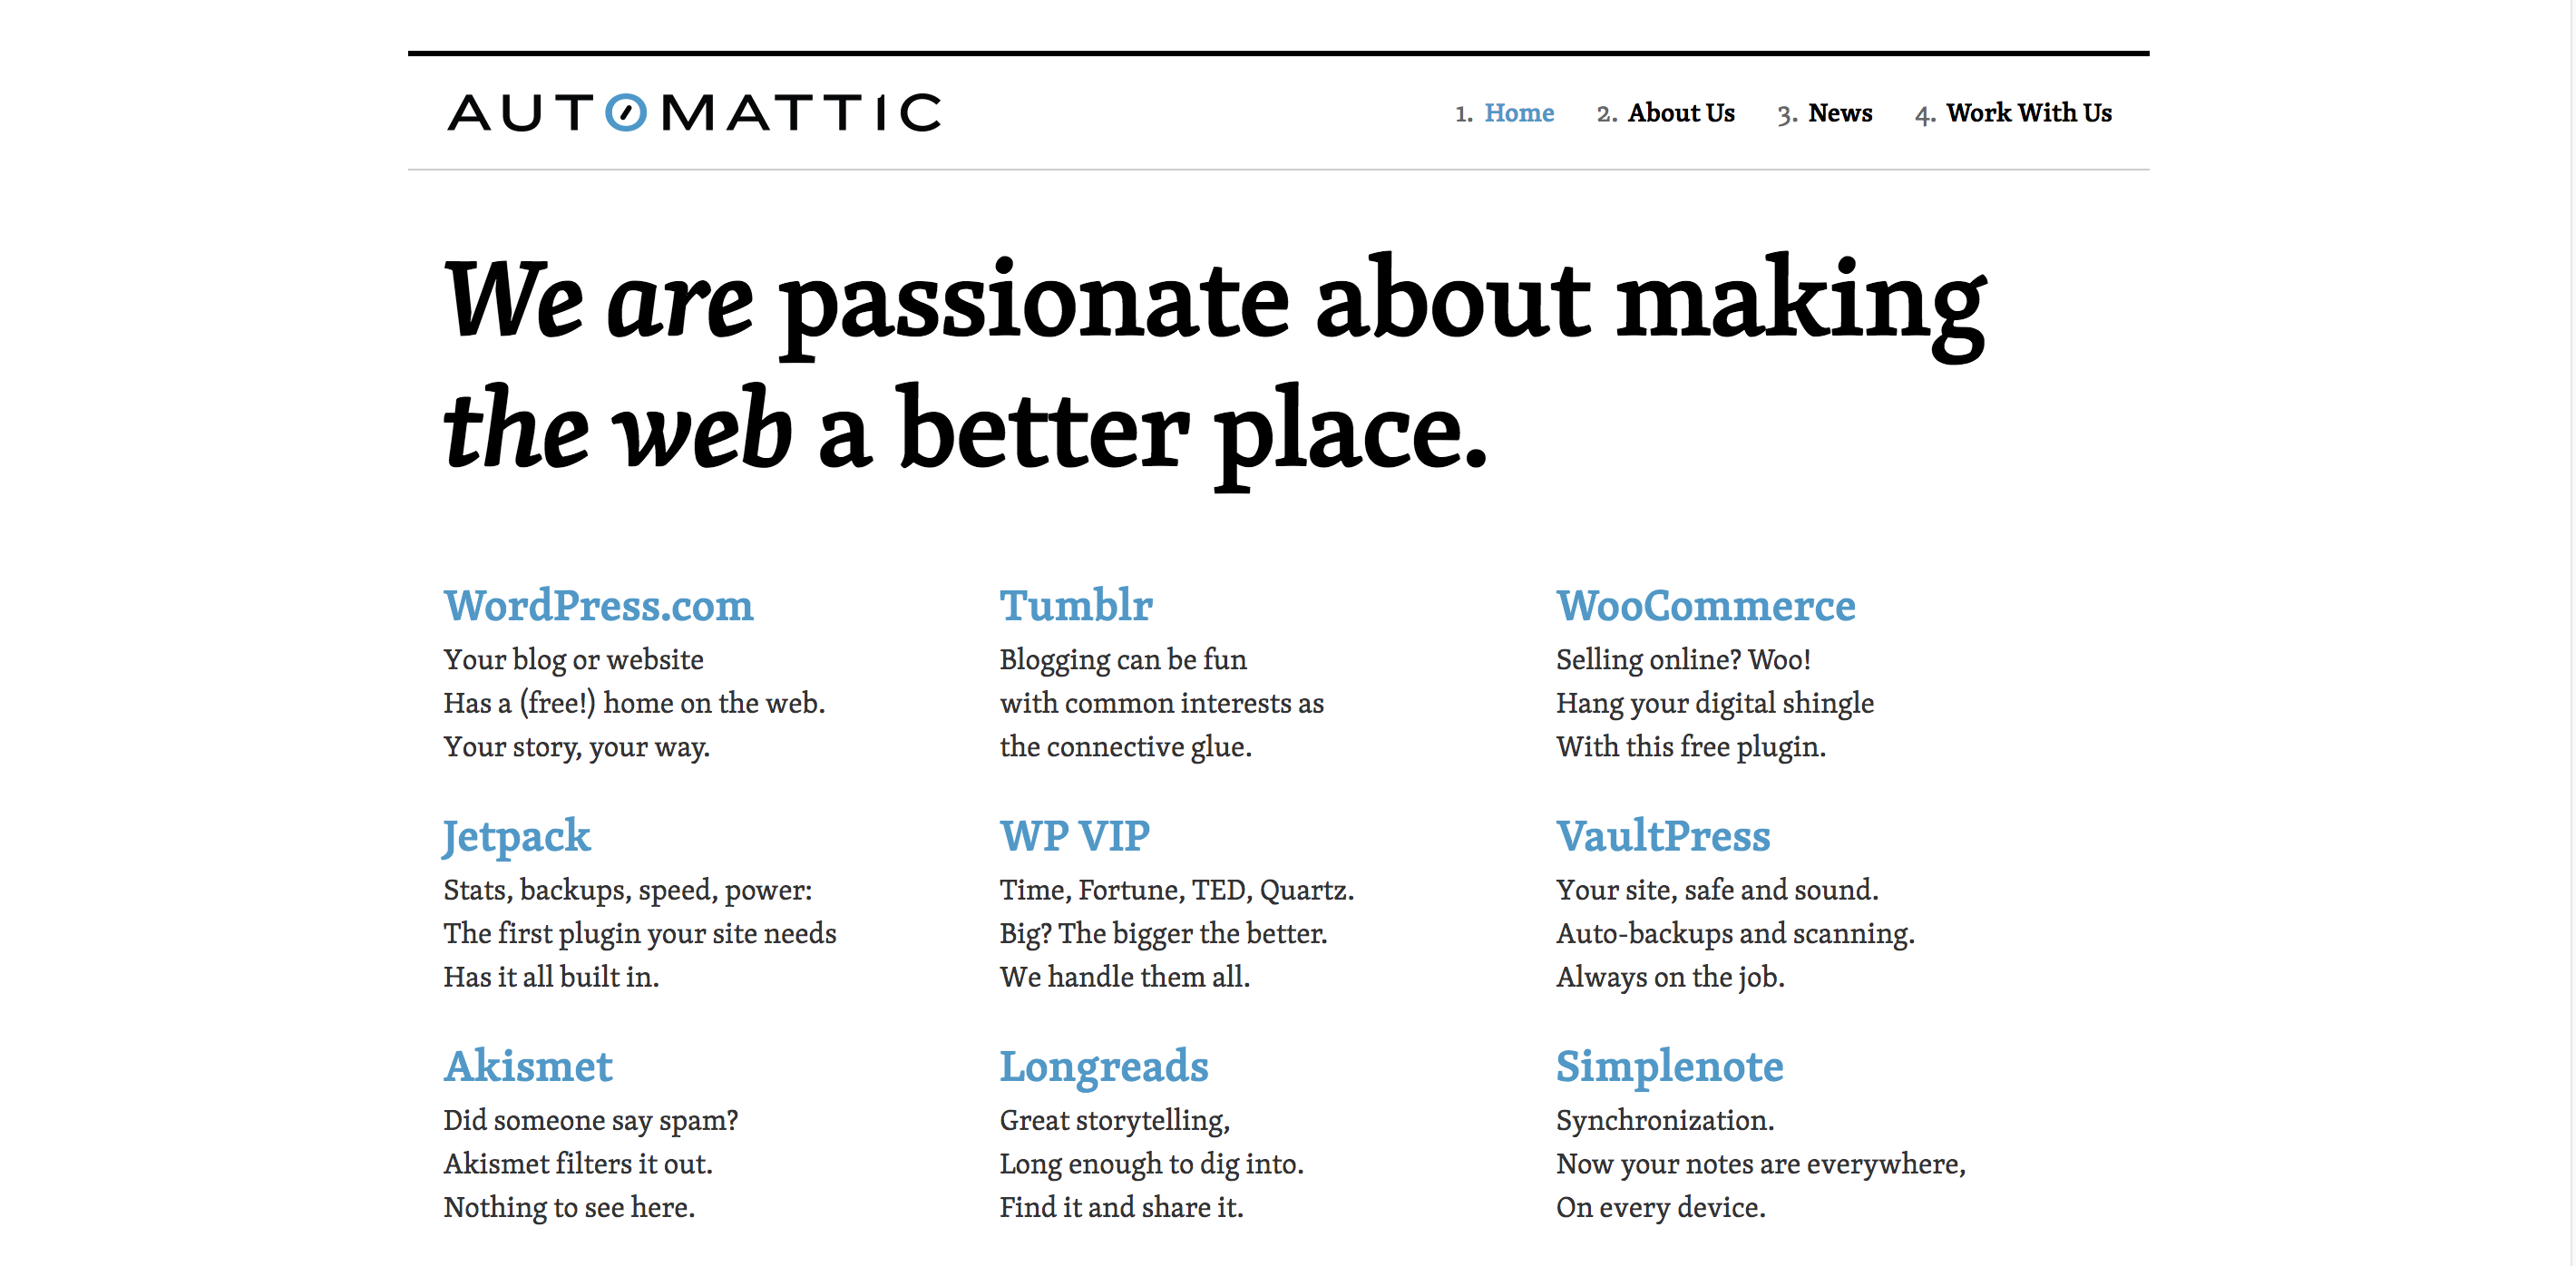 AUTOMATTIC
1. Home 2. About Us 3. News 4. Work With Us
We are passionate about making
the web a better place.
WordPress.com
Your blog or website
Has a (free!) home on the web.
Your story, your way.
Tumblr
Blogging can be fun
with common interests as
the connective glue.
WooCommerce
Selling online? Woo!
Hang your digital shingle
With this free plugin.
Jetpack
Stats, backups, speed, power:
The first plugin your site needs
Has it all built in.
WP VIP
Time, Fortune, TED, Quartz.
Big? The bigger the better.
We handle them all.
VaultPress
Your site, safe and sound.
Auto-backups and scanning.
Always on the job.
Akismet
Did someone say spam?
Akismet filters it out.
Nothing to see here.
Longreads
Great storytelling,
Long enough to dig into.
Find it and share it.
Simplenote
Synchronization.
Now your notes are everywhere,
On every device.